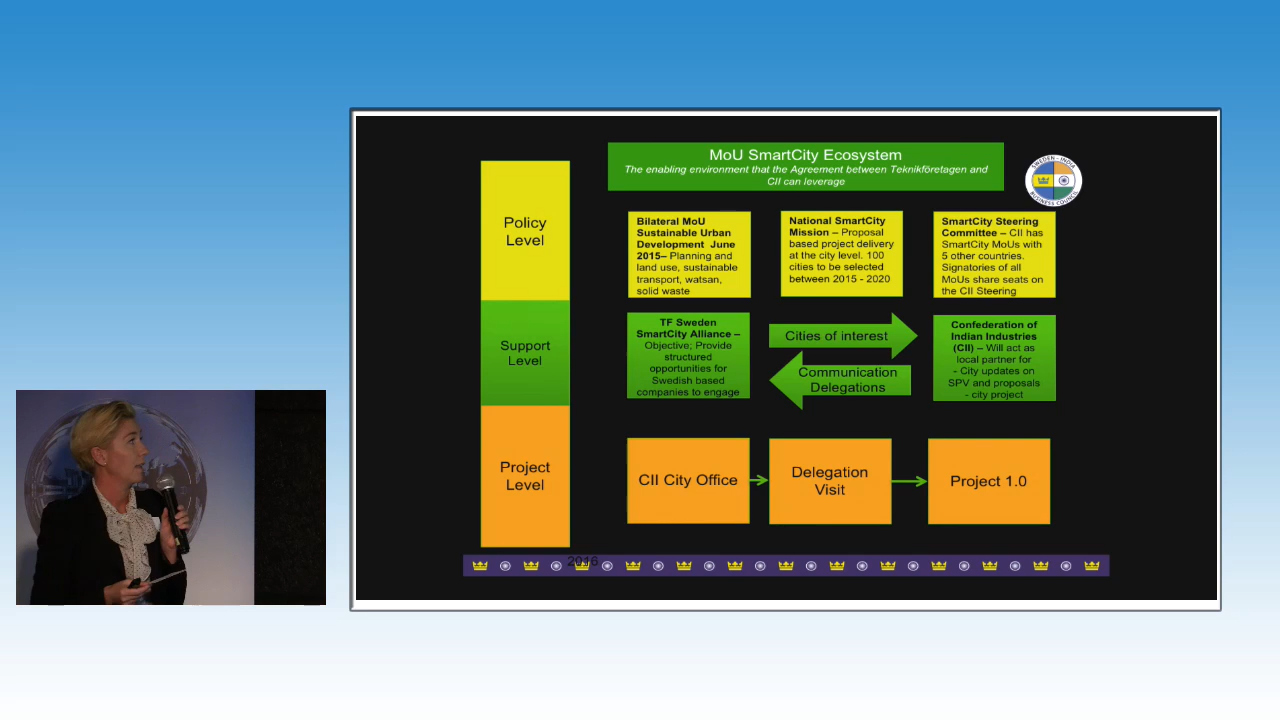 MoU SmartCity Ecosystem
The enabling environment that the Agreement between Teknikföretagen and
CII can leverage
SWEDEN - INDIA
BUSINESS COUNCIL
Policy
Level
Bilateral MoU
Sustainable Urban
Development June
2015– Planning and
land use, sustainable
transport, watsan,
solid waste
National SmartCity
Mission – Proposal
based project delivery
at the city level. 100
cities to be selected
between 2015 - 2020
SmartCity Steering
Committee – CII has
SmartCity MoUs with
5 other countries.
Signatories of all
MoUs share seats on
the CII Steering
Support
Level
TF Sweden
SmartCity Alliance –
Objective; Provide
structured
opportunities for
Swedish based
companies to engage
Cities of interest
Communication
Delegations
Confederation of
Indian Industries
(CII) – Will act as
local partner for
- City updates on
SPV and proposals
- city project
Project
Level
CII City Office
Delegation
Visit
Project 1.0
2016